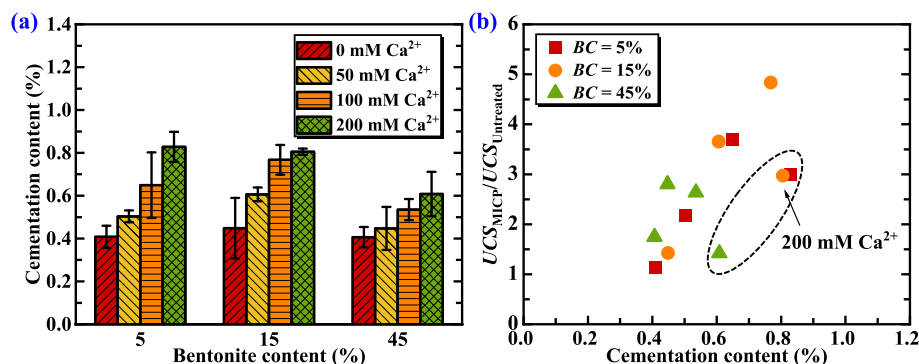 (a)
Cementation content (%)
1.4
1.2
1.0
0.8
0.6
0.4
0.2
0.0
0 mM Ca²⁺
50 mM Ca²⁺
100 mM Ca²⁺
200 mM Ca²⁺
5 15 45
Bentonite content (%)
(b)
UCS_MICP/UCS_Untreated
6
5
4
3
2
1
0
BC = 5%
BC = 15%
BC = 45%
200 mM Ca²⁺
0.0 0.2 0.4 0.6 0.8 1.0 1.2
Cementation content (%)